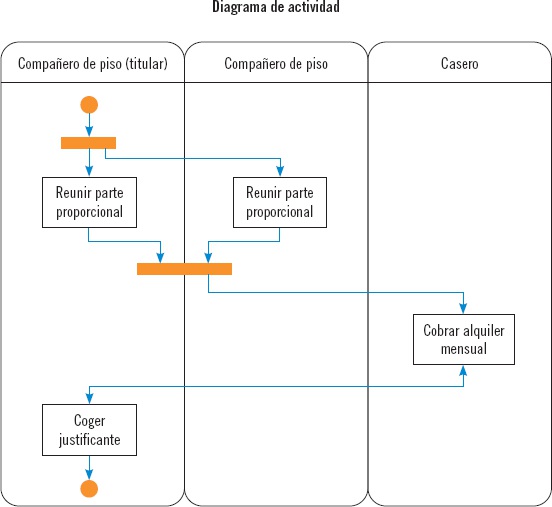 Diagrama de actividad
Compañero de piso (titular)
Compañero de piso
Casero
Reunir parte
proporcional
Reunir parte
proporcional
Cobrar alquiler
mensual
Coger
justificante